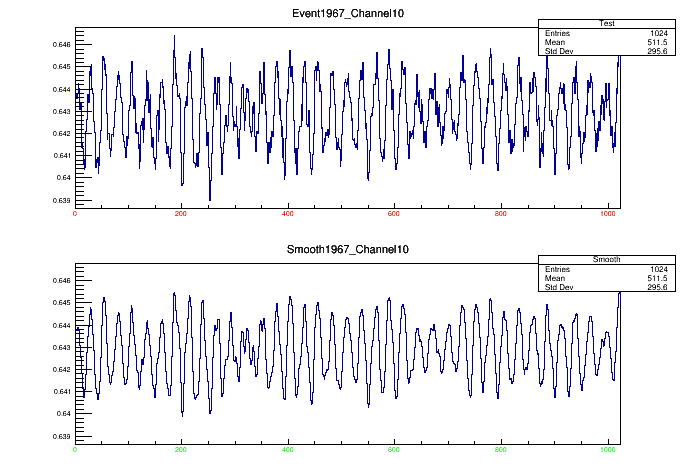 Event1967_Channel10
Test
Entries 1024
Mean 511.5
Std Dev 295.6
0.646
0.645
0.644
0.643
0.642
0.641
0.64
0.639
0 200 400 600 800 1000
Smooth1967_Channel10
Smooth
Entries 1024
Mean 511.5
Std Dev 295.6
0.646
0.645
0.644
0.643
0.642
0.641
0.64
0.639
0 200 400 600 800 1000